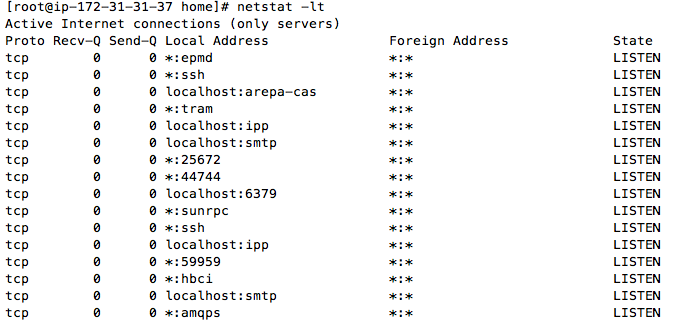 [root@ip-172-31-31-37 home]# netstat -lt
Active Internet connections (only servers)
Proto Recv-Q Send-Q Local Address               Foreign Address             State
tcp        0      0 *:epmd                      *:*                         LISTEN
tcp        0      0 *:ssh                       *:*                         LISTEN
tcp        0      0 localhost:arepa-cas         *:*                         LISTEN
tcp        0      0 *:tram                      *:*                         LISTEN
tcp        0      0 localhost:ipp               *:*                         LISTEN
tcp        0      0 localhost:smtp              *:*                         LISTEN
tcp        0      0 *:25672                     *:*                         LISTEN
tcp        0      0 *:44744                     *:*                         LISTEN
tcp        0      0 localhost:6379              *:*                         LISTEN
tcp        0      0 *:sunrpc                    *:*                         LISTEN
tcp        0      0 *:ssh                       *:*                         LISTEN
tcp        0      0 localhost:ipp               *:*                         LISTEN
tcp        0      0 *:59959                     *:*                         LISTEN
tcp        0      0 *:hbci                      *:*                         LISTEN
tcp        0      0 localhost:smtp              *:*                         LISTEN
tcp        0      0 *:amqps                     *:*                         LISTEN